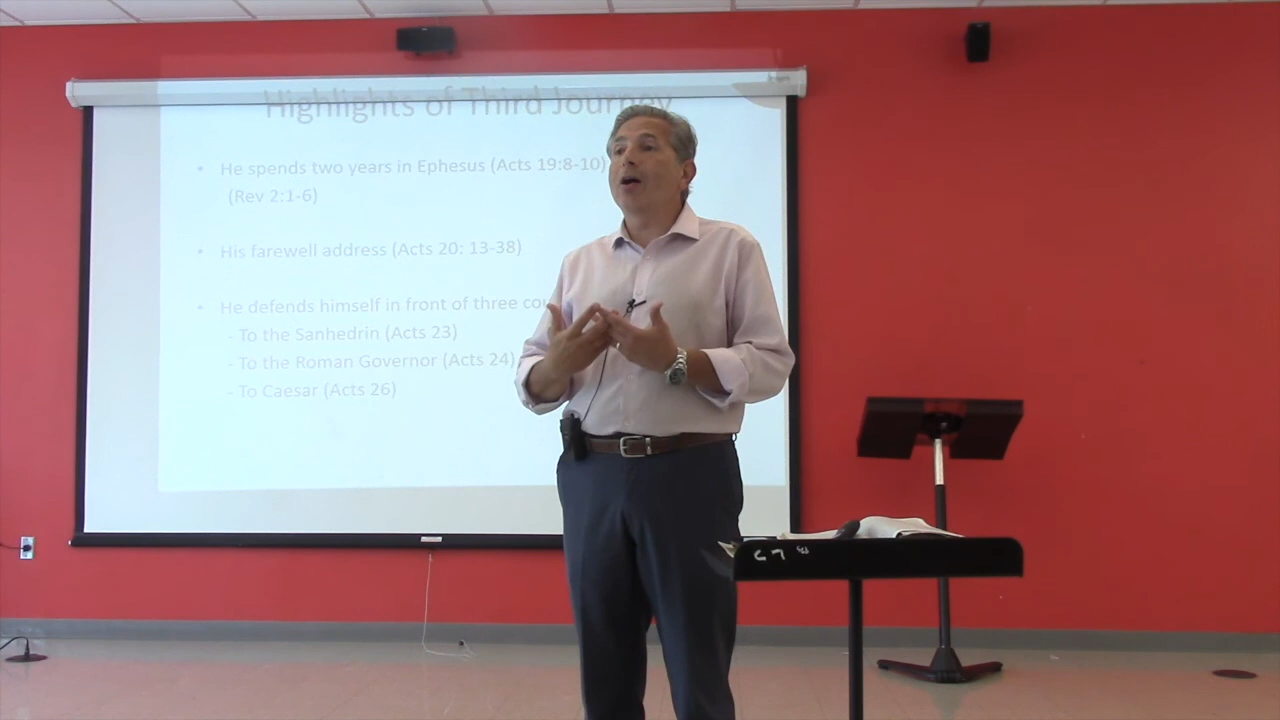 Highlights of Third Journey
• He spends two years in Ephesus (Acts 19:8-10)
(Rev 2:1-6)
• His farewell address (Acts 20: 13-38)
• He defends himself in front of three
- To the Sanhedrin (Acts 23)
- To the Roman Governor (Acts 24)
- To Caesar (Acts 26)